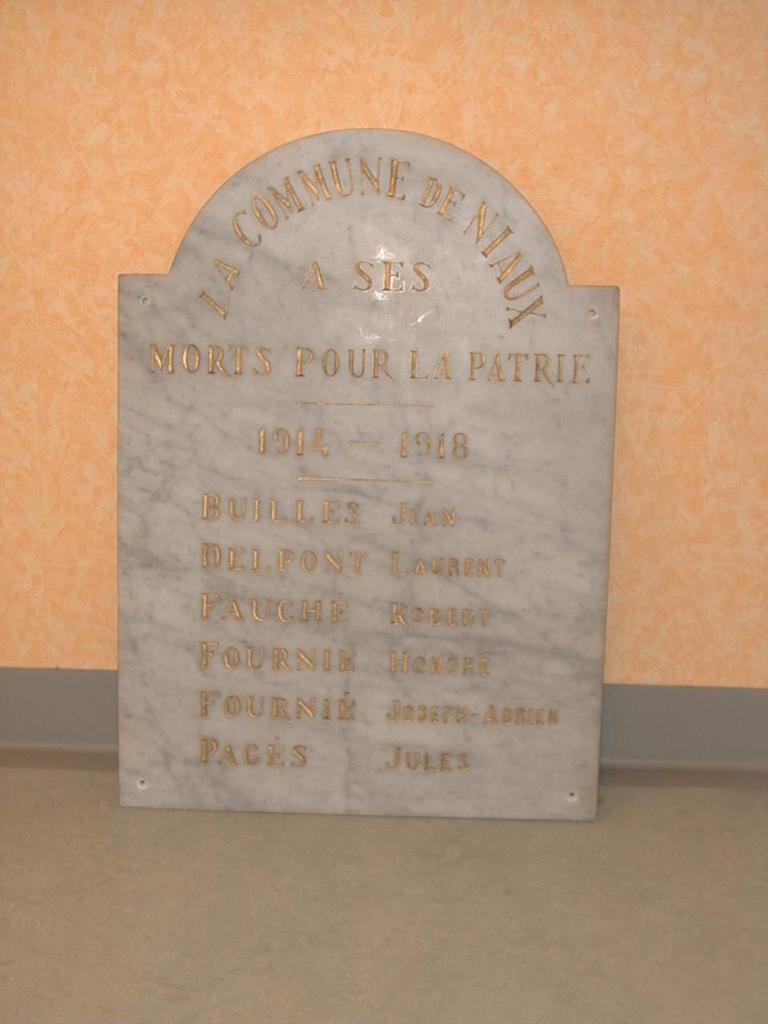 LA COMMUNE DE NIAUX
A SES
MORTS POUR LA PATRIE
1914 — 1918
BUILLES JEAN
DELPONT LAURENT
FAUCHE ROBERT
FOURNIE HONORE
FOURNIÉ JOSEPH-ADRIEN
PAGÈS JULES